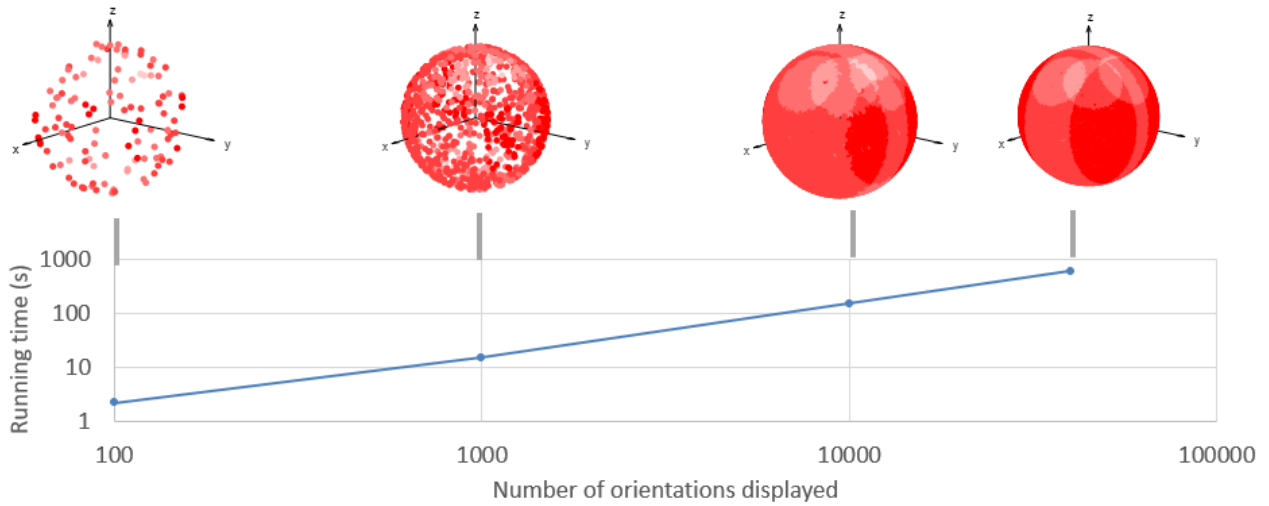 z
z
z
z
x
y
x
y
x
y
x
y
Running time (s)
1000
100
10
1
100
1000
10000
100000
Number of orientations displayed